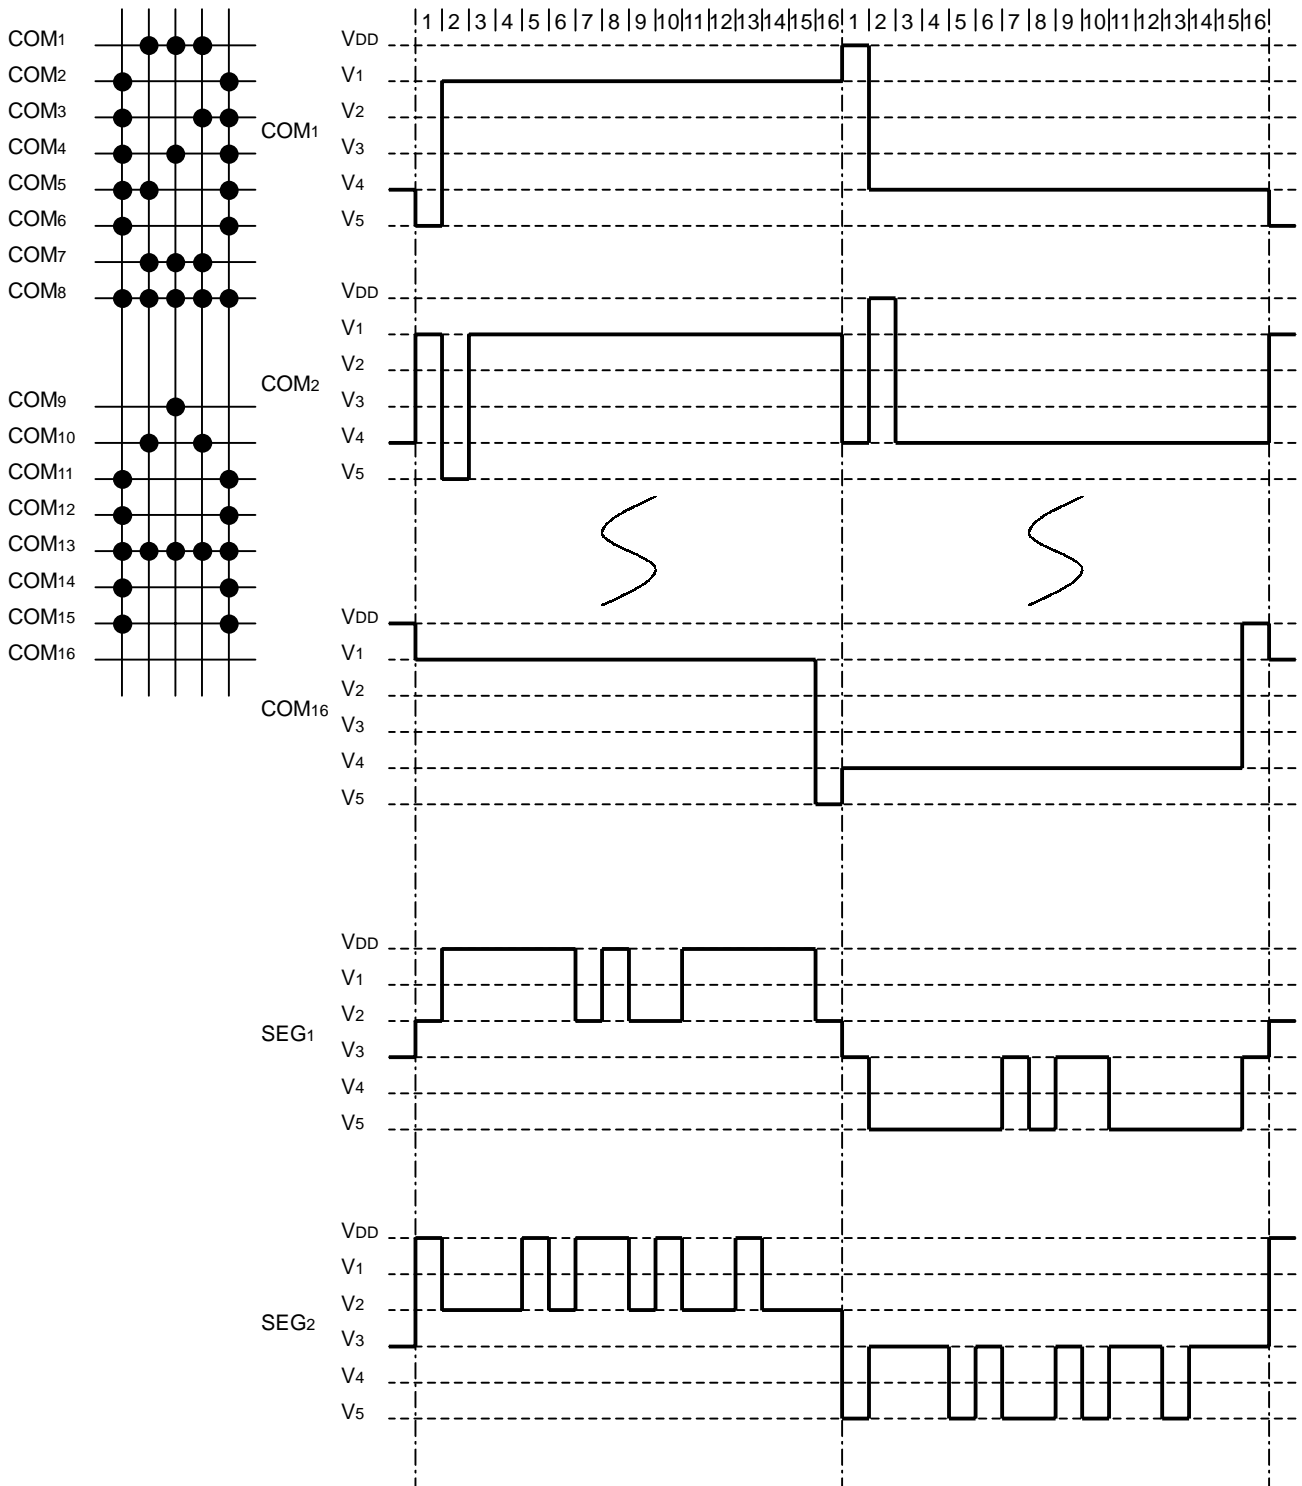 1 2 3 4 5 6 7 8 9 10 11 12 13 14 15 16 1 2 3 4 5 6 7 8 9 10 11 12 13 14 15 16
COM1
COM2
COM3
COM4
COM5
COM6
COM7
COM8
COM9
COM10
COM11
COM12
COM13
COM14
COM15
COM16
COM1
VDD
V1
V2
V3
V4
V5
COM2
VDD
V1
V2
V3
V4
V5
COM16
VDD
V1
V2
V3
V4
V5
SEG1
VDD
V1
V2
V3
V4
V5
SEG2
VDD
V1
V2
V3
V4
V5